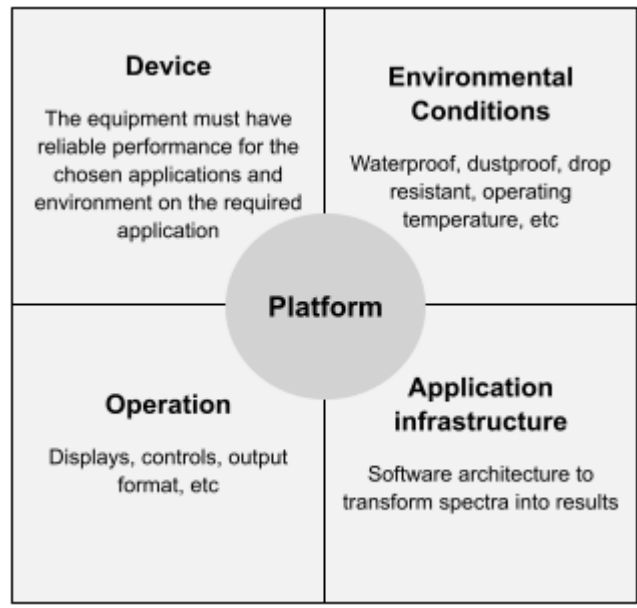 Device
The equipment must have
reliable performance for the
chosen applications and
environment on the required
application
Environmental
Conditions
Waterproof, dustproof, drop
resistant, operating
temperature, etc
Platform
Operation
Displays, controls, output
format, etc
Application
infrastructure
Software architecture to
transform spectra into results